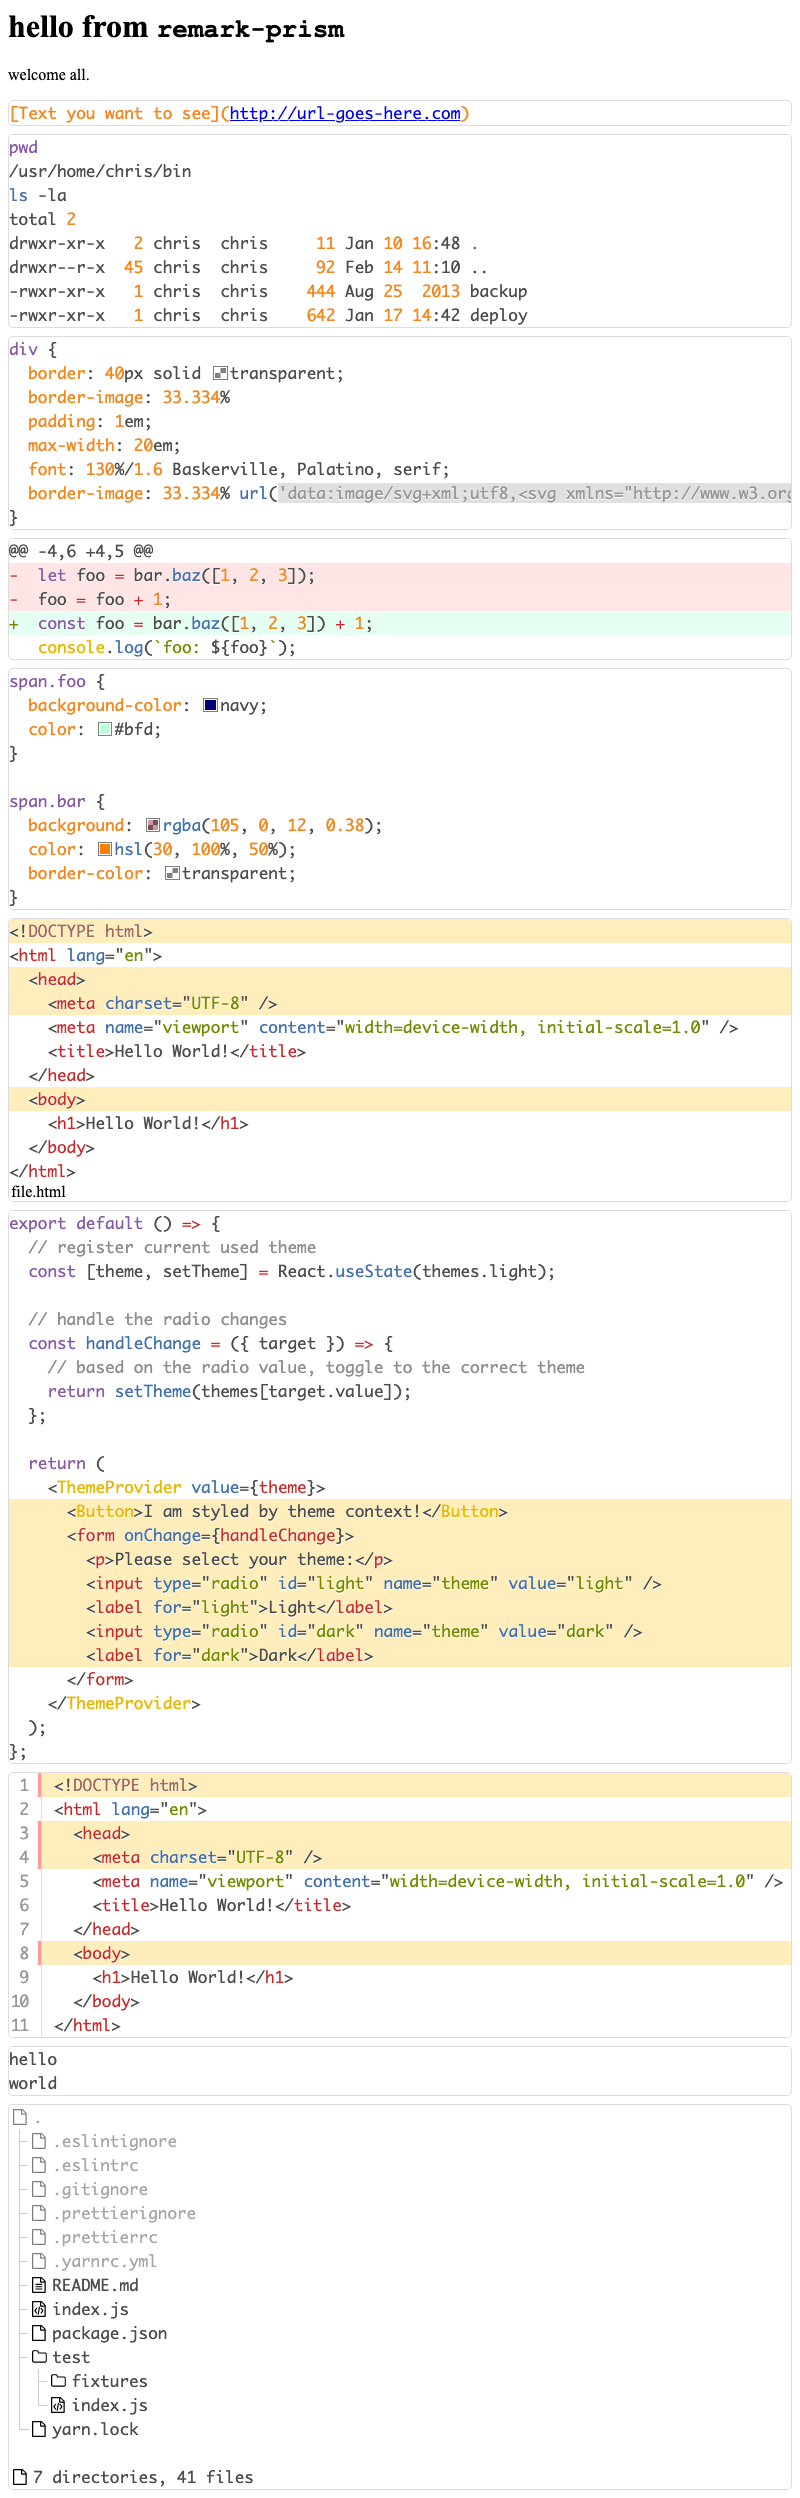 hello from remark-prism
welcome all.
[Text you want to see](http://url-goes-here.com)
pwd
/usr/home/chris/bin
ls -la
total 2
drwxr-xr-x   2 chris  chris     11 Jan 10 16:48 .
drwxr--r-x  45 chris  chris     92 Feb 14 11:10 ..
-rwxr-xr-x   1 chris  chris    444 Aug 25  2013 backup
-rwxr-xr-x   1 chris  chris    642 Jan 17 14:42 deploy
div {
  border: 40px solid transparent;
  border-image: 33.334%
  padding: 1em;
  max-width: 20em;
  font: 130%/1.6 Baskerville, Palatino, serif;
  border-image: 33.334% url('data:image/svg+xml;utf8,<svg xmlns="http://www.w3.org
}
@@ -4,6 +4,5 @@
-  let foo = bar.baz([1, 2, 3]);
-  foo = foo + 1;
+  const foo = bar.baz([1, 2, 3]) + 1;
   console.log(`foo: ${foo}`);
span.foo {
  background-color: navy;
  color: #bfd;
}
span.bar {
  background: rgba(105, 0, 12, 0.38);
  color: hsl(30, 100%, 50%);
  border-color: transparent;
}
<!DOCTYPE html>
<html lang="en">
  <head>
    <meta charset="UTF-8" />
    <meta name="viewport" content="width=device-width, initial-scale=1.0" />
    <title>Hello World!</title>
  </head>
  <body>
    <h1>Hello World!</h1>
  </body>
</html>
file.html
export default () => {
  // register current used theme
  const [theme, setTheme] = React.useState(themes.light);
  // handle the radio changes
  const handleChange = ({ target }) => {
    // based on the radio value, toggle to the correct theme
    return setTheme(themes[target.value]);
  };
  return (
    <ThemeProvider value={theme}>
      <Button>I am styled by theme context!</Button>
      <form onChange={handleChange}>
        <p>Please select your theme:</p>
        <input type="radio" id="light" name="theme" value="light" />
        <label for="light">Light</label>
        <input type="radio" id="dark" name="theme" value="dark" />
        <label for="dark">Dark</label>
      </form>
    </ThemeProvider>
  );
};
1 <!DOCTYPE html>
2 <html lang="en">
3   <head>
4     <meta charset="UTF-8" />
5     <meta name="viewport" content="width=device-width, initial-scale=1.0" />
6     <title>Hello World!</title>
7   </head>
8   <body>
9     <h1>Hello World!</h1>
10   </body>
11 </html>
hello
world
.
.eslintignore
.eslintrc
.gitignore
.prettierignore
.prettierrc
.yarnrc.yml
README.md
index.js
package.json
test
fixtures
index.js
yarn.lock
7 directories, 41 files